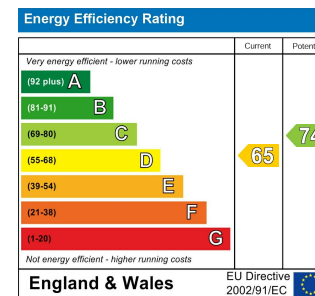 Energy Efficiency Rating
Current Potent
Very energy efficient - lower running costs
(92 plus) A
(81-91) B
(69-80) C
74
(55-68) D
65
(39-54) E
(21-38) F
(1-20) G
Not energy efficient - higher running costs
England & Wales
EU Directive
2002/91/EC